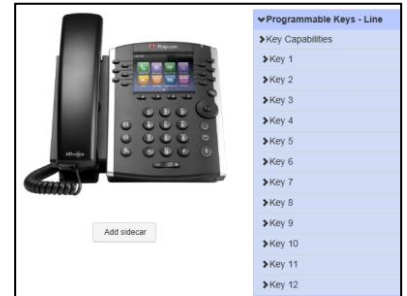 Polycom
Add sidecar
Programmable Keys - Line
Key Capabilities
Key 1
Key 2
Key 3
Key 4
Key 5
Key 6
Key 7
Key 8
Key 9
Key 10
Key 11
Key 12